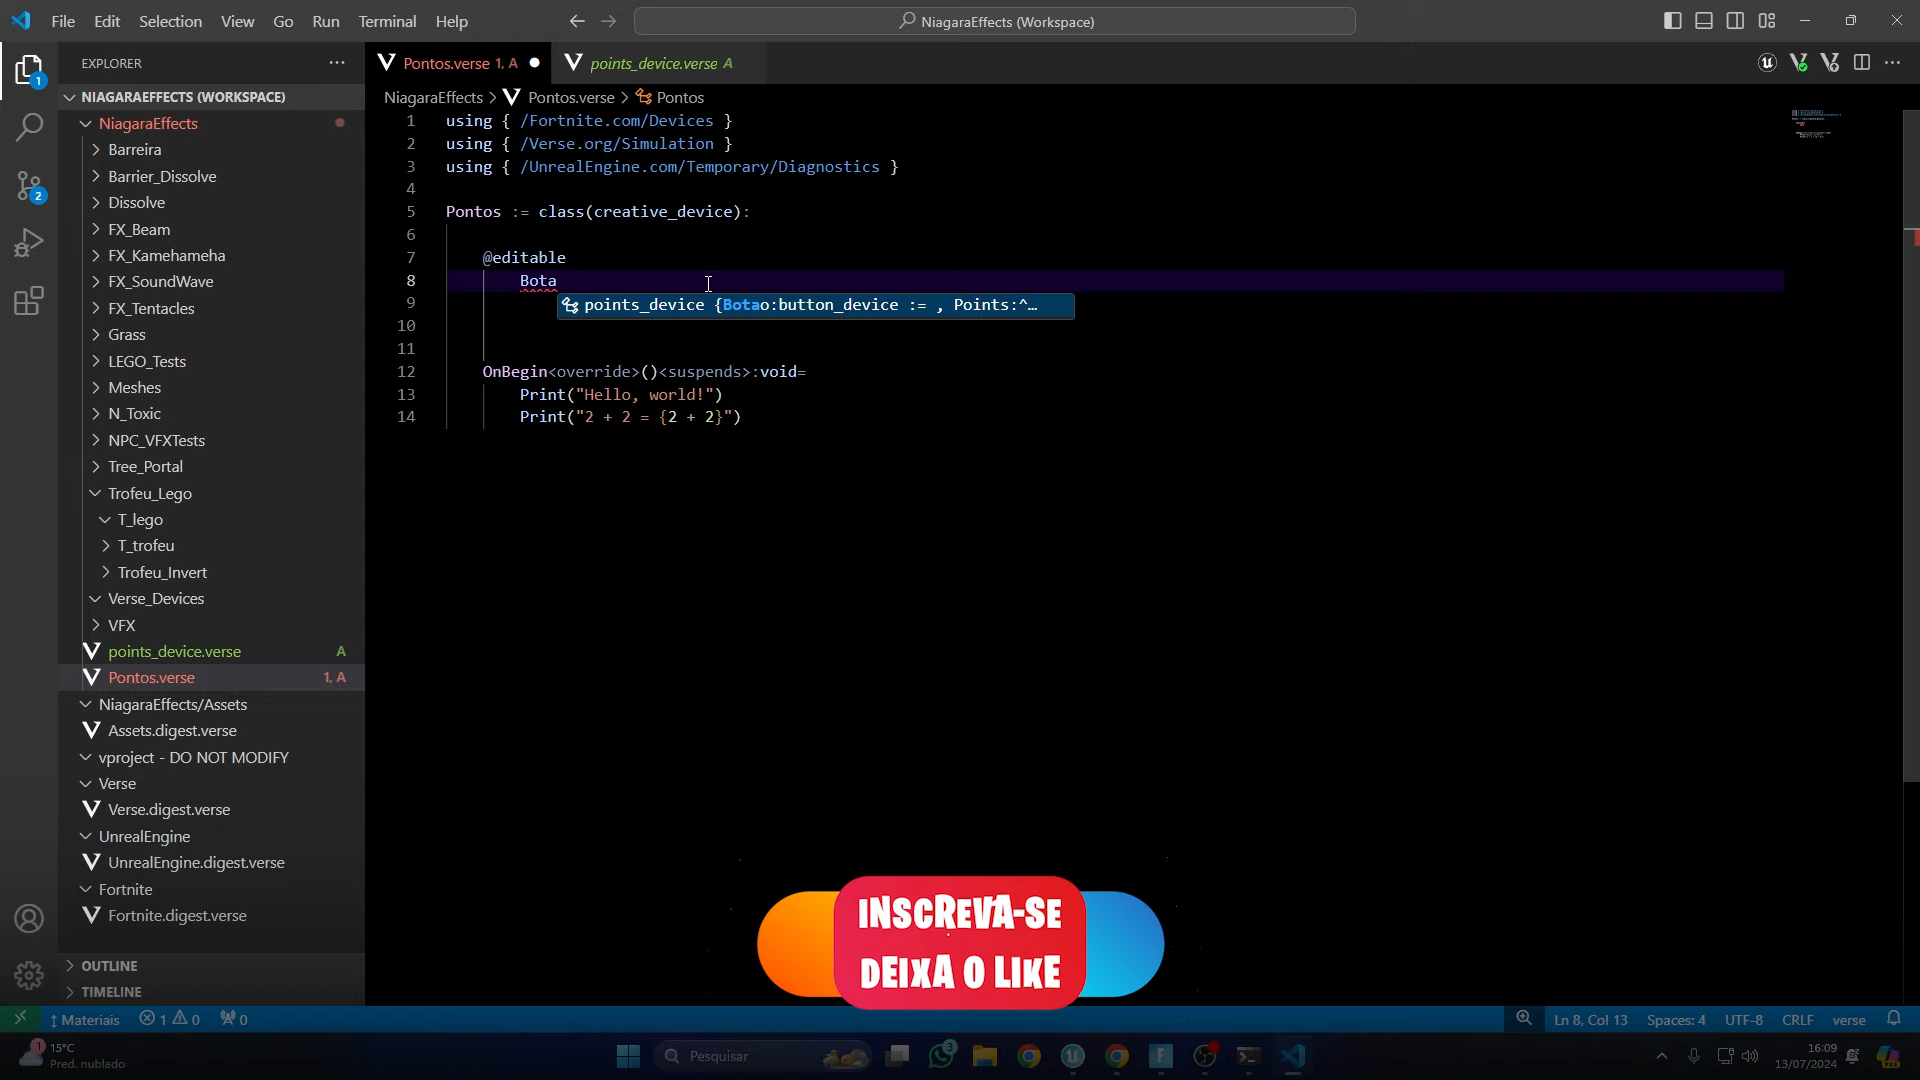 File Edit Selection View Go Run Terminal Help
NiagaraEffects (Workspace)
EXPLORER
NIAGARAEFFECTS (WORKSPACE)
NiagaraEffects
Barreira
Barrier_Dissolve
Dissolve
FX_Beam
FX_Kamehameha
FX_SoundWave
FX_Tentacles
Grass
LEGO_Tests
Meshes
N_Toxic
NPC_VFXTests
Tree_Portal
Trofeu_Lego
T_lego
T_trofeu
Trofeu_Invert
Verse_Devices
VFX
points_device.verse A
Pontos.verse 1, A
NiagaraEffects/Assets
Assets.digest.verse
vproject - DO NOT MODIFY
Verse
Verse.digest.verse
UnrealEngine
UnrealEngine.digest.verse
Fortnite
Fortnite.digest.verse
OUTLINE
TIMELINE
1
2
Pontos.verse 1, A
points_device.verse A
NiagaraEffects > Pontos.verse > Pontos
1 using { /Fortnite.com/Devices }
2 using { /Verse.org/Simulation }
3 using { /UnrealEngine.com/Temporary/Diagnostics }
4
5 Pontos := class(creative_device):
6
7 @editable
8 Bota
9 points_device {Botao:button_device := , Points:^…
10
11
12 OnBegin<override>()<suspends>:void=
13 Print("Hello, world!")
14 Print("2 + 2 = {2 + 2}")
INSCREVA-SE
DEIXA O LIKE
Materiais 1 0 0
Ln 8, Col 13 Spaces: 4 UTF-8 CRLF verse
1
15°C
Pred. nublado
Pesquisar
3
16:09
13/07/2024